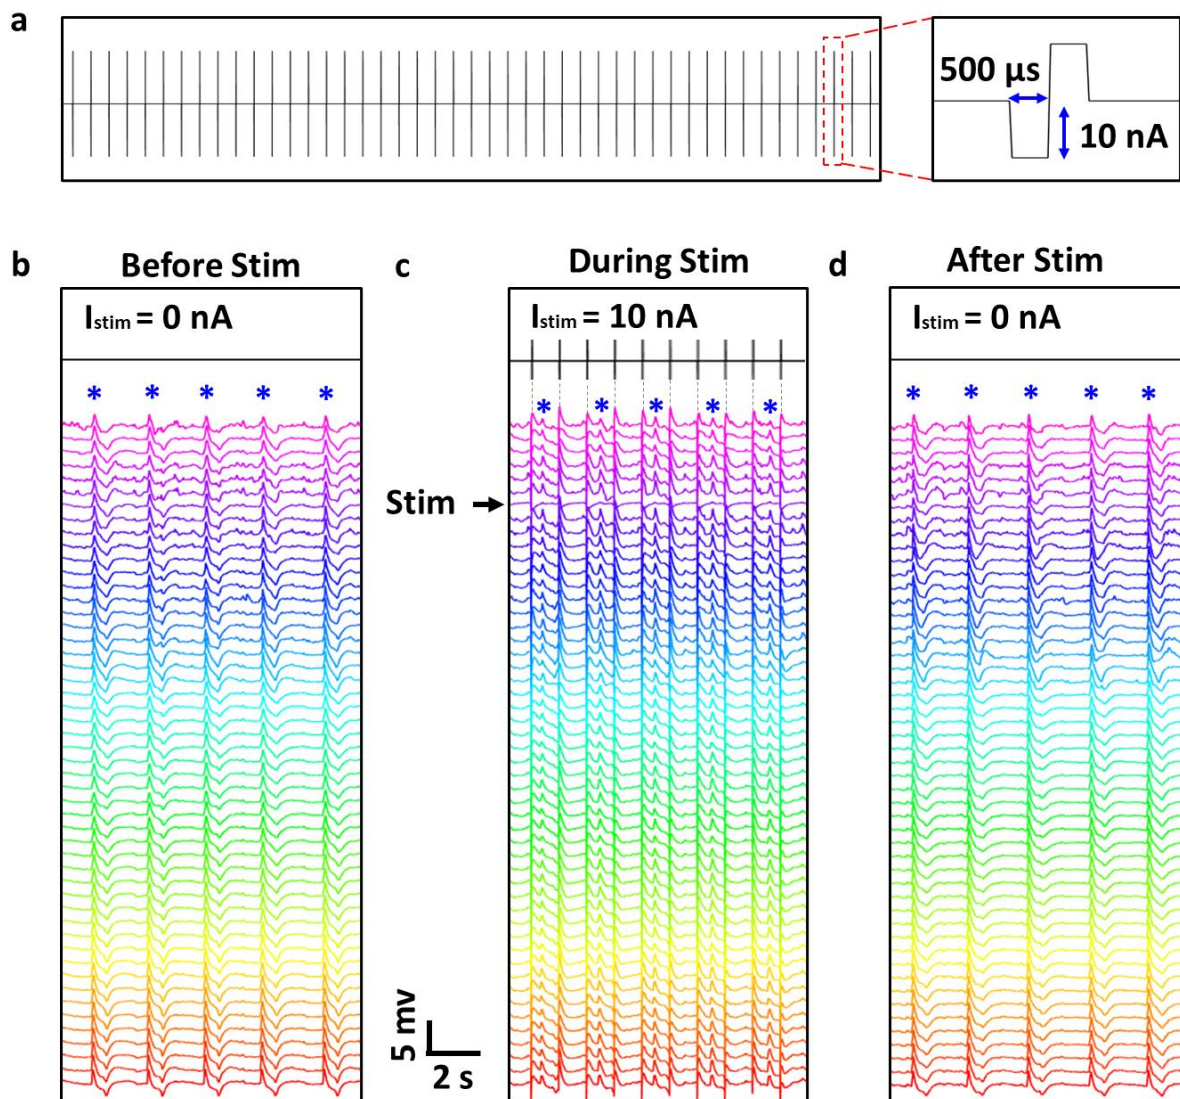 a
500 µs
10 nA
b Before Stim
c During Stim
d After Stim
Istim = 0 nA
Istim = 10 nA
Istim = 0 nA
* * * * *
* * * * *
* * * * *
Stim
5 mv
2 s